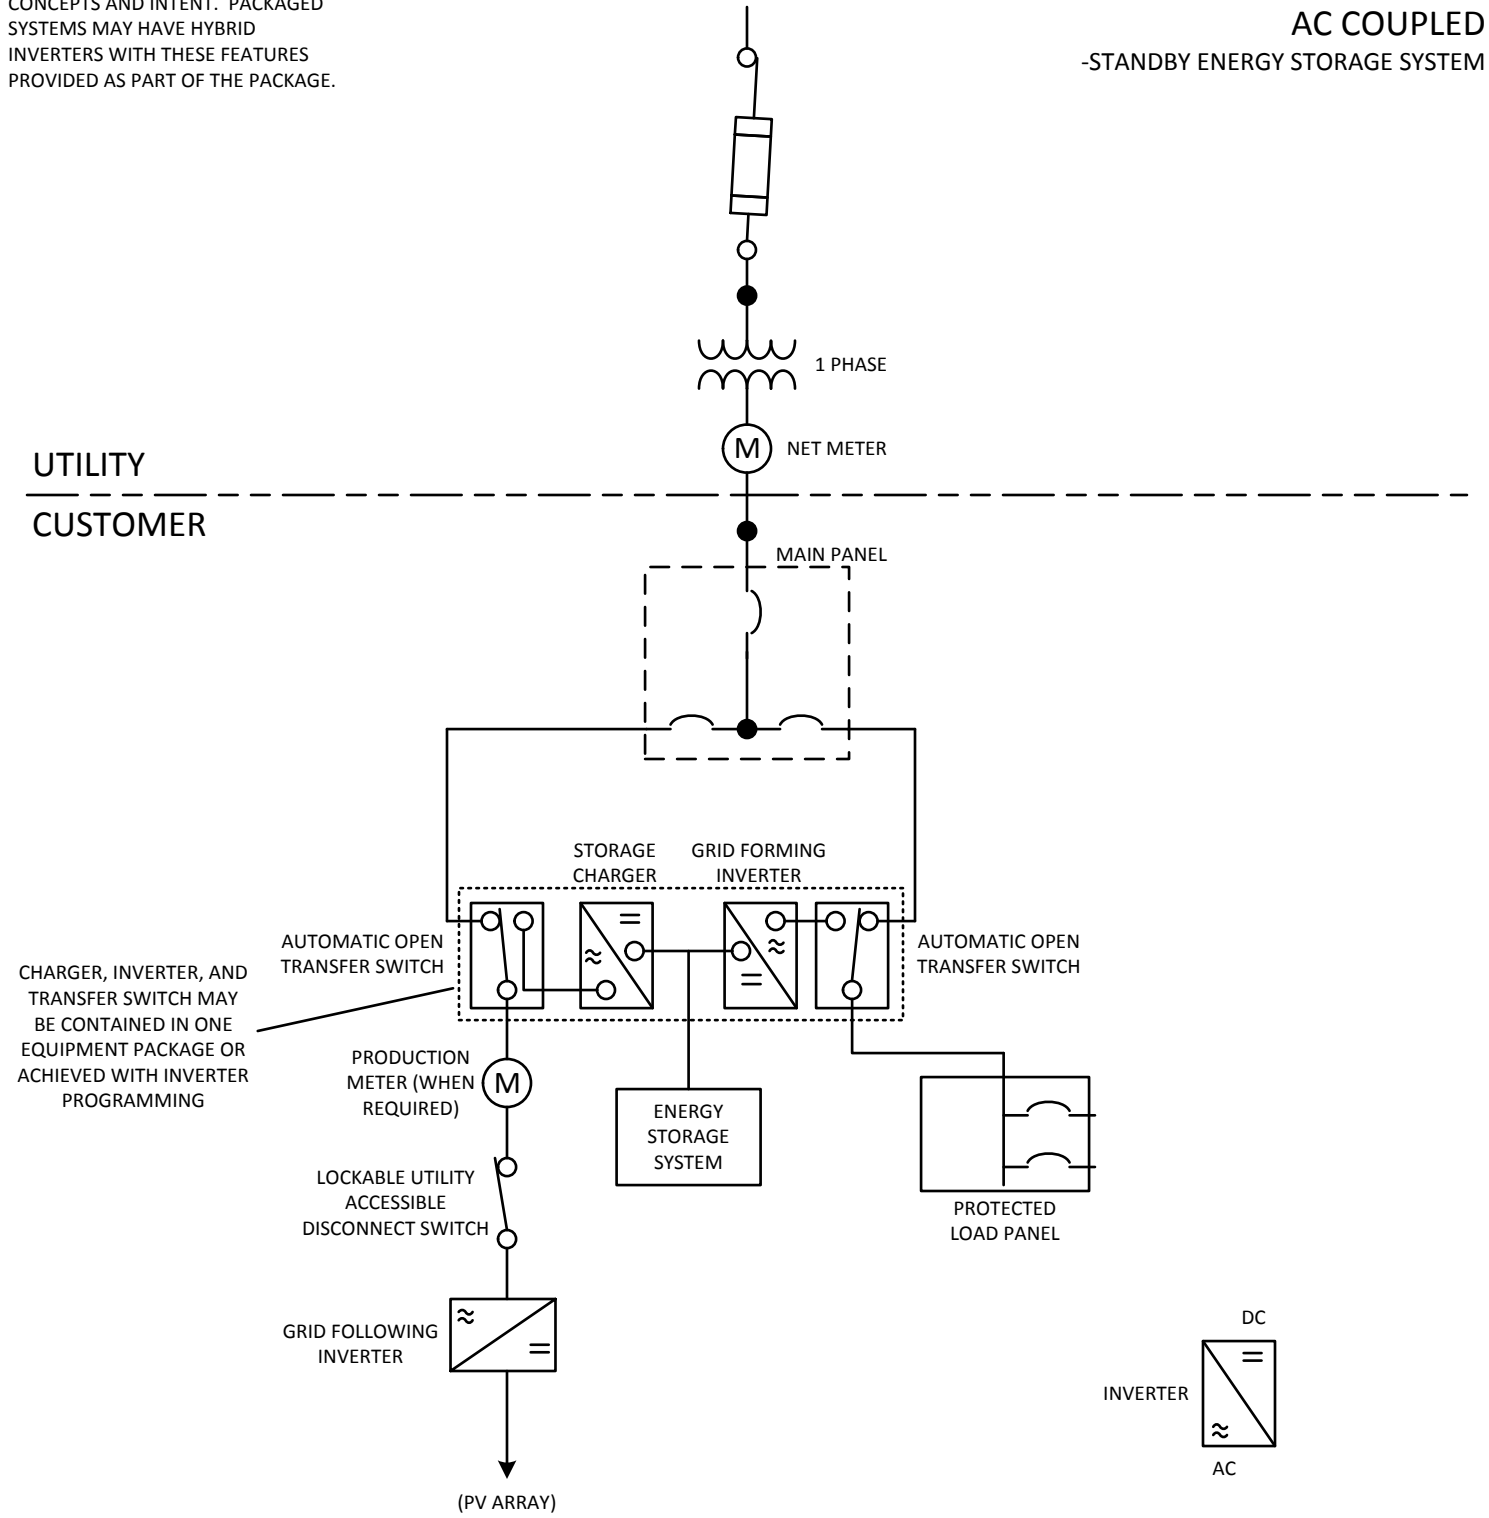 CONCEPTS AND INTENT. PACKAGED
SYSTEMS MAY HAVE HYBRID
INVERTERS WITH THESE FEATURES
PROVIDED AS PART OF THE PACKAGE.
AC COUPLED
-STANDBY ENERGY STORAGE SYSTEM
1 PHASE
M
NET METER
UTILITY
CUSTOMER
MAIN PANEL
STORAGE
CHARGER
GRID FORMING
INVERTER
AUTOMATIC OPEN
TRANSFER SWITCH
AUTOMATIC OPEN
TRANSFER SWITCH
CHARGER, INVERTER, AND
TRANSFER SWITCH MAY
BE CONTAINED IN ONE
EQUIPMENT PACKAGE OR
ACHIEVED WITH INVERTER
PROGRAMMING
PRODUCTION
METER (WHEN
REQUIRED)
M
ENERGY
STORAGE
SYSTEM
LOCKABLE UTILITY
ACCESSIBLE
DISCONNECT SWITCH
PROTECTED
LOAD PANEL
GRID FOLLOWING
INVERTER
DC
INVERTER
AC
(PV ARRAY)